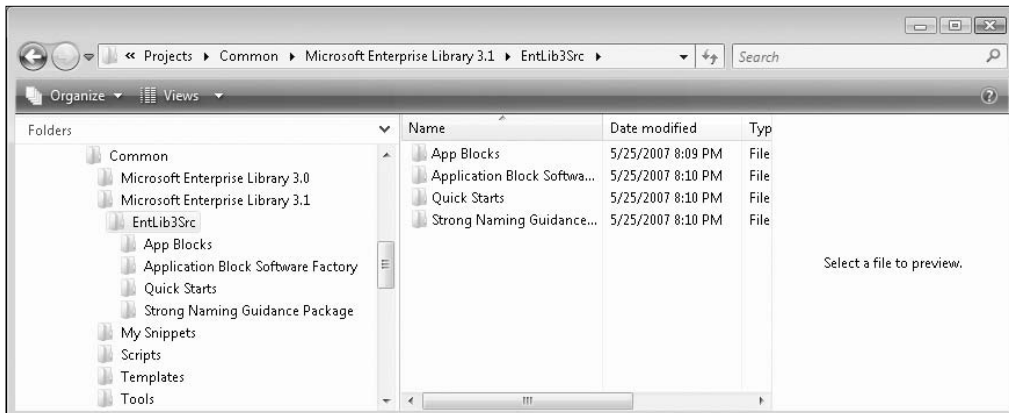 « Projects ▸ Common ▸ Microsoft Enterprise Library 3.1 ▸ EntLib3Src ▸
Search
Organize Views
Folders
Common
Microsoft Enterprise Library 3.0
Microsoft Enterprise Library 3.1
EntLib3Src
App Blocks
Application Block Software Factory
Quick Starts
Strong Naming Guidance Package
My Snippets
Scripts
Templates
Tools
Name Date modified Typ
App Blocks 5/25/2007 8:09 PM File
Application Block Softwa... 5/25/2007 8:10 PM File
Quick Starts 5/25/2007 8:10 PM File
Strong Naming Guidance... 5/25/2007 8:10 PM File
Select a file to preview.